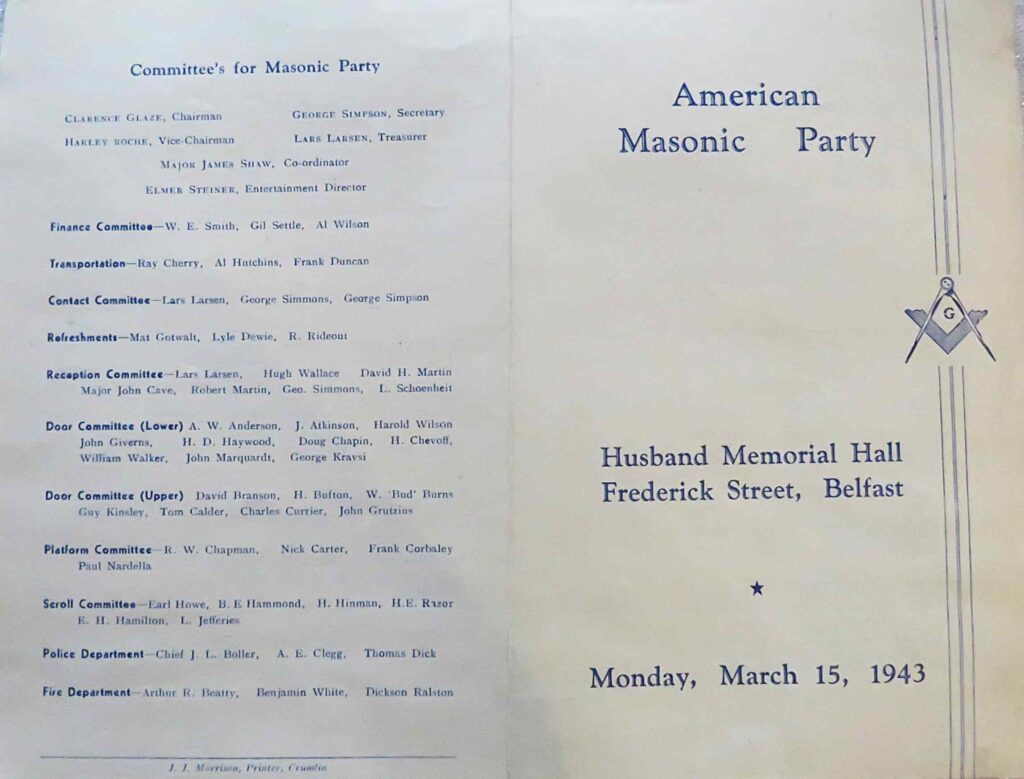 Committee's for Masonic Party
CLARENCE GLAZE, Chairman
GEORGE SIMPSON, Secretary
HARLEY ROCHE, Vice-Chairman
LARS LARSEN, Treasurer
MAJOR JAMES SHAW, Co-ordinator
ELMER STEINER, Entertainment Director
Finance Committee—W. E. Smith, Gil Settle, Al Wilson
Transportation—Ray Cherry, Al Hutchins, Frank Duncan
Contact Committee—Lars Larsen, George Simmons, George Simpson
Refreshments—Mat Gotwalt, Lyle Dewie, R. Rideout
Reception Committee—Lars Larsen, Hugh Wallace David H. Martin
Major John Cave, Robert Martin, Geo. Simmons, L. Schoenheit
Door Committee (Lower) A. W. Anderson, J. Atkinson, Harold Wilson
John Giverns, H. D. Haywood, Doug Chapin, H. Chevoff,
William Walker, John Marquardt, George Kravsi
Door Committee (Upper) David Branson, H. Bufton, W. 'Bud' Burns
Guy Kinsley, Tom Calder, Charles Currier, John Grutzius
Platform Committee—R. W. Chapman, Nick Carter, Frank Corbaley
Paul Nardella
Scroll Committee—Earl Howe, B. E Hammond, H. Hinman, H.E. Razor
E. H. Hamilton, L. Jefferies
Police Department—Chief J. L. Boller, A. E. Clegg, Thomas Dick
Fire Department—Arthur R. Beatty, Benjamin White, Dickson Ralston
J. J. Morrison, Printer, Crumlin
American
Masonic Party
G
Husband Memorial Hall
Frederick Street, Belfast
Monday, March 15, 1943